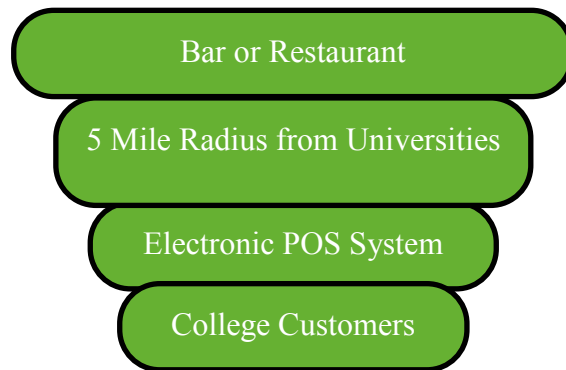 Bar or Restaurant
5 Mile Radius from Universities
Electronic POS System
College Customers